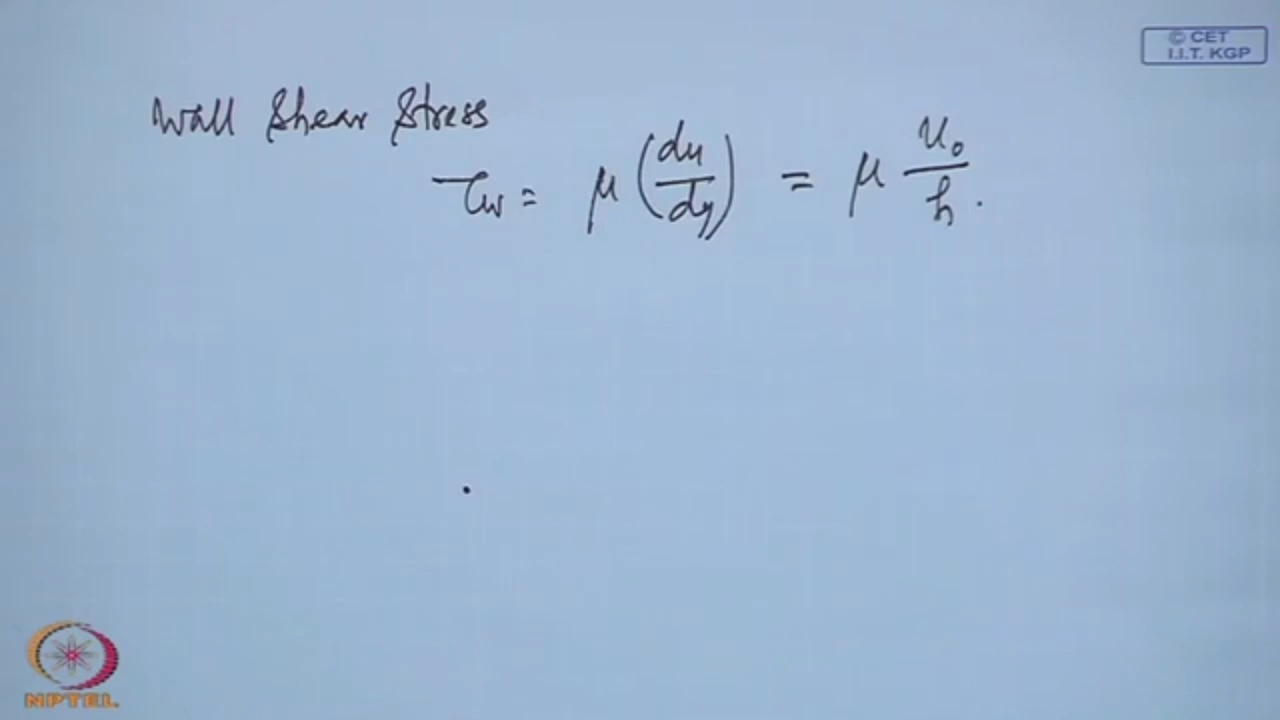 © CET
I.I.T. KGP
Wall Shear Stress
τw = μ (du/dy) = μ u₀/h.
NPTEL